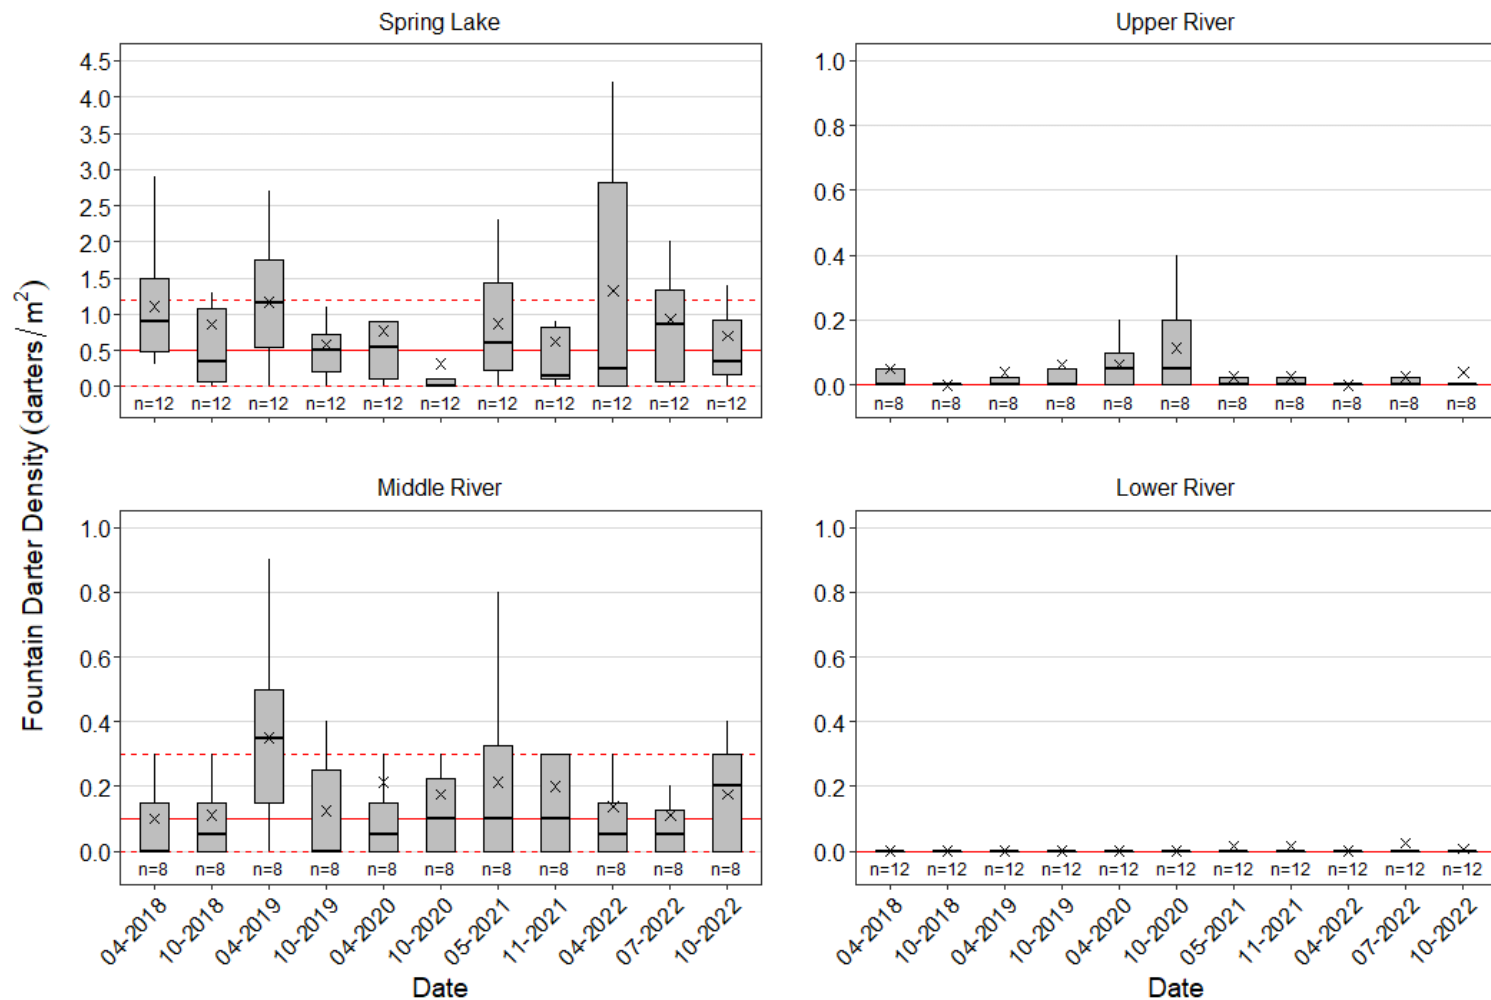 Spring Lake
Upper River
4.5
4.0
3.5
3.0
2.5
2.0
1.5
1.0
0.5
0.0
n=12 n=12 n=12 n=12 n=12 n=12 n=12 n=12 n=12 n=12 n=12
1.0
0.8
0.6
0.4
0.2
0.0
n=8 n=8 n=8 n=8 n=8 n=8 n=8 n=8 n=8 n=8 n=8
Fountain Darter Density (darters/m²)
Middle River
Lower River
1.0
0.8
0.6
0.4
0.2
0.0
n=8 n=8 n=8 n=8 n=8 n=8 n=8 n=8 n=8 n=8 n=8
04-2018 10-2018 04-2019 10-2019 04-2020 10-2020 05-2021 11-2021 04-2022 07-2022 10-2022
Date
1.0
0.8
0.6
0.4
0.2
0.0
n=12 n=12 n=12 n=12 n=12 n=12 n=12 n=12 n=12 n=12 n=12
04-2018 10-2018 04-2019 10-2019 04-2020 10-2020 05-2021 11-2021 04-2022 07-2022 10-2022
Date